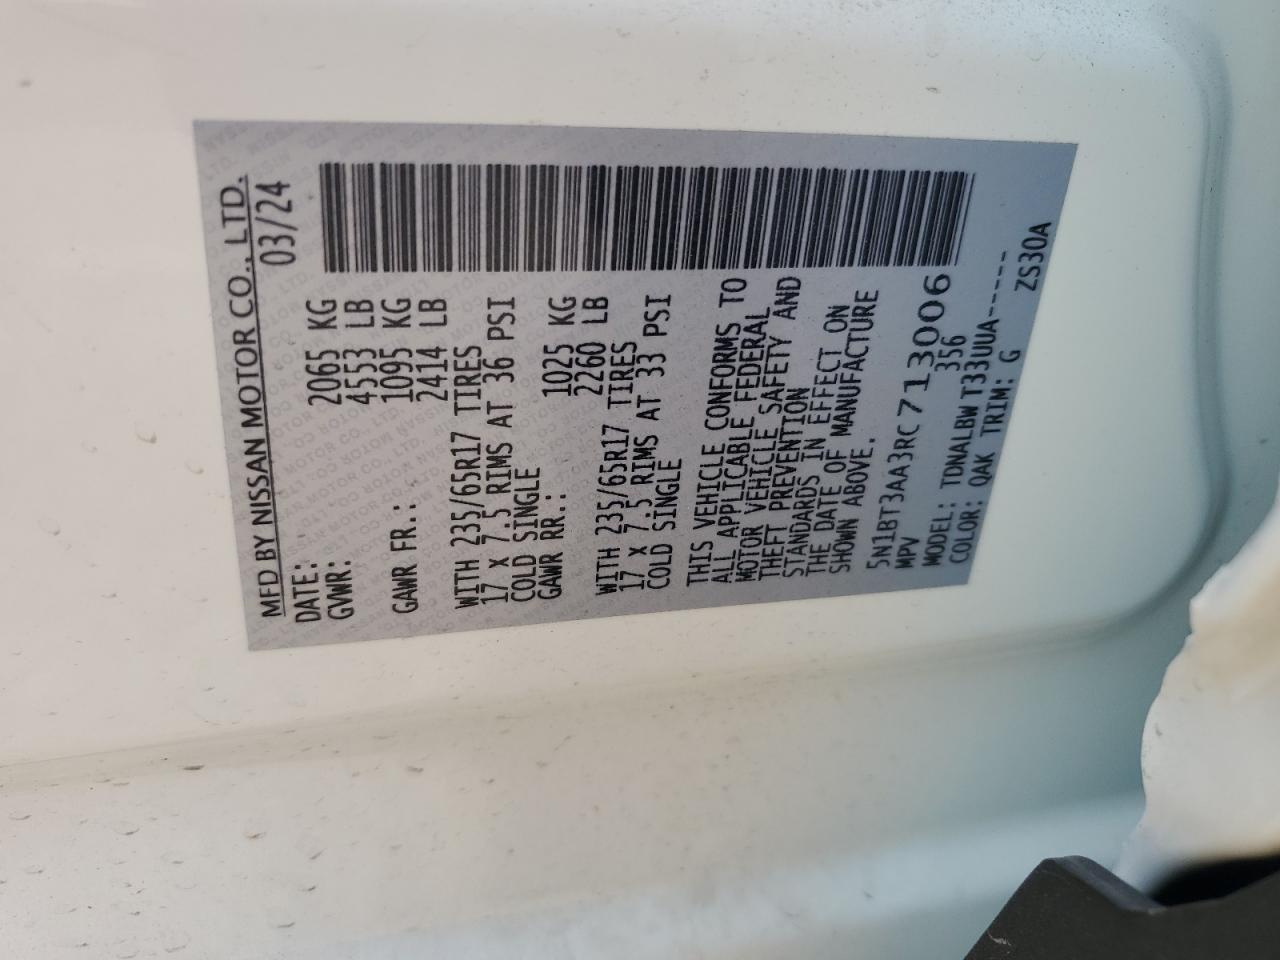 MFD BY NISSAN MOTOR CO., LTD.
DATE: 03/24
GVWR: 2065 KG
4553 LB
GAWR FR.: 1095 KG
2414 LB
WITH 235/65R17 TIRES
17 X 7.5 RIMS AT 36 PSI
COLD SINGLE
GAWR RR.: 1025 KG
2260 LB
WITH 235/65R17 TIRES
17 X 7.5 RIMS AT 33 PSI
COLD SINGLE
THIS VEHICLE CONFORMS TO
ALL APPLICABLE FEDERAL
MOTOR VEHICLE SAFETY AND
THEFT PREVENTION
STANDARDS IN EFFECT ON
THE DATE OF MANUFACTURE
SHOWN ABOVE.
5N1BT3AA3RC713006
MPV 356
MODEL: TDNALBWT33UUA-----
COLOR: QAK TRIM: G ZS30A